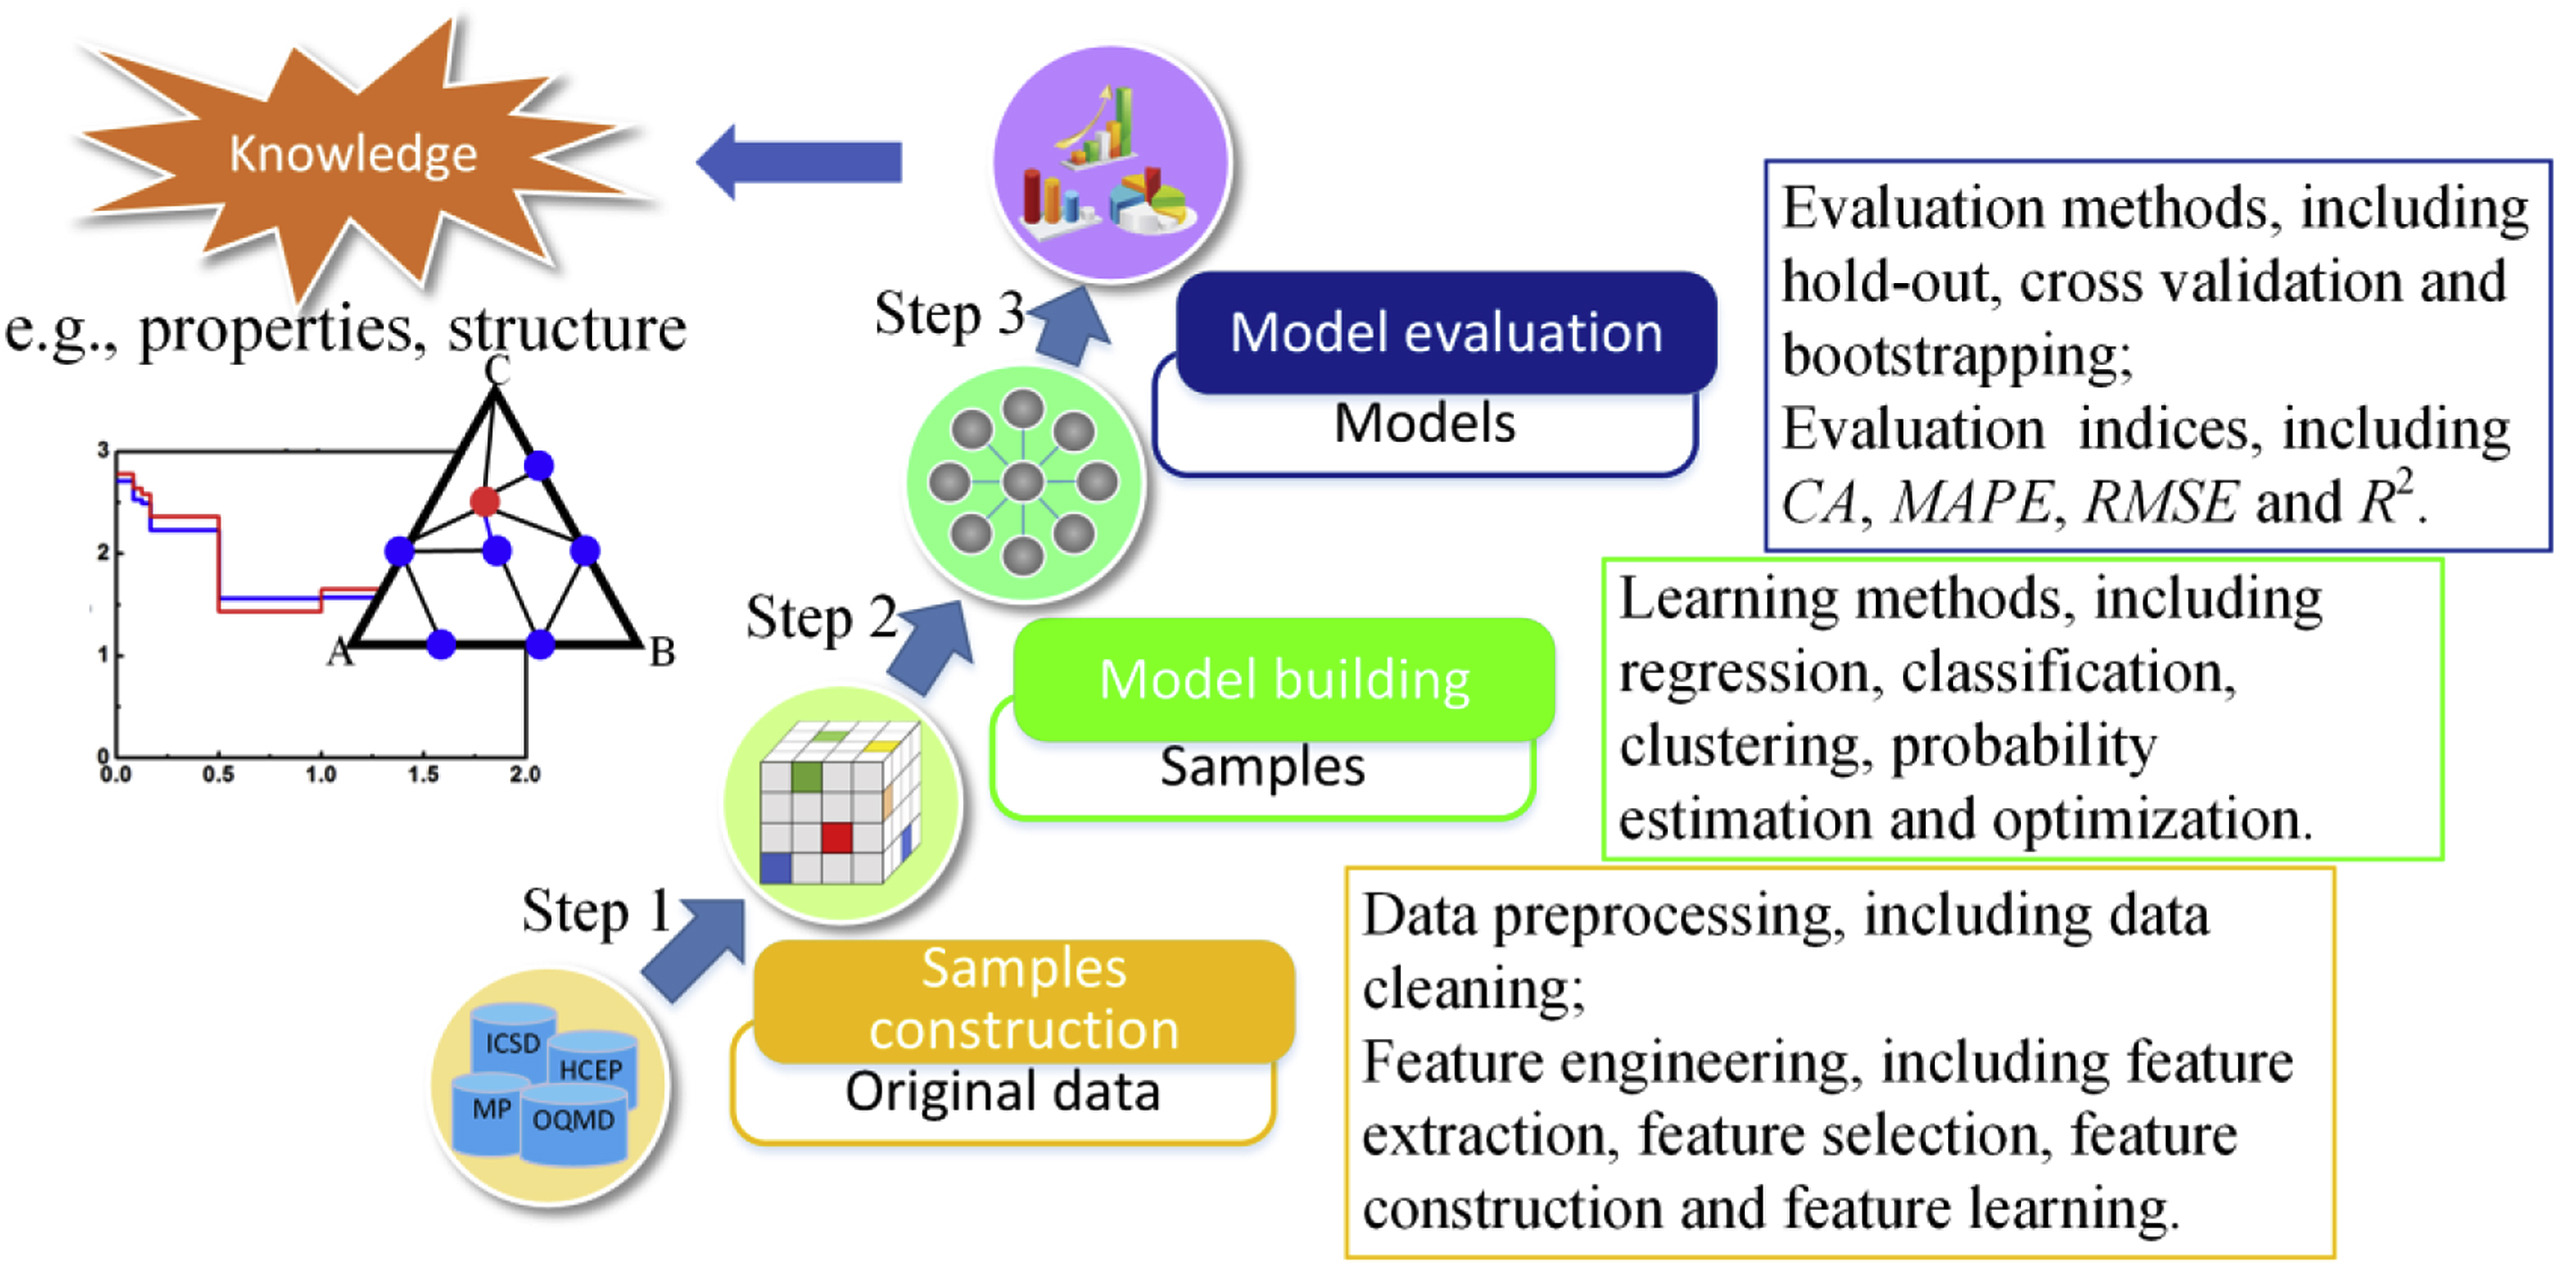 Knowledge
e.g., properties, structure
C
A
B
3
2
1
0
0.0 0.5 1.0 1.5 2.0
Step 3
Model evaluation
Models
Evaluation methods, including
hold-out, cross validation and
bootstrapping;
Evaluation indices, including
CA, MAPE, RMSE and R².
Step 2
Model building
Samples
Learning methods, including
regression, classification,
clustering, probability
estimation and optimization.
Step 1
Samples
construction
Original data
ICSD
HCEP
MP
OQMD
Data preprocessing, including data
cleaning;
Feature engineering, including feature
extraction, feature selection, feature
construction and feature learning.